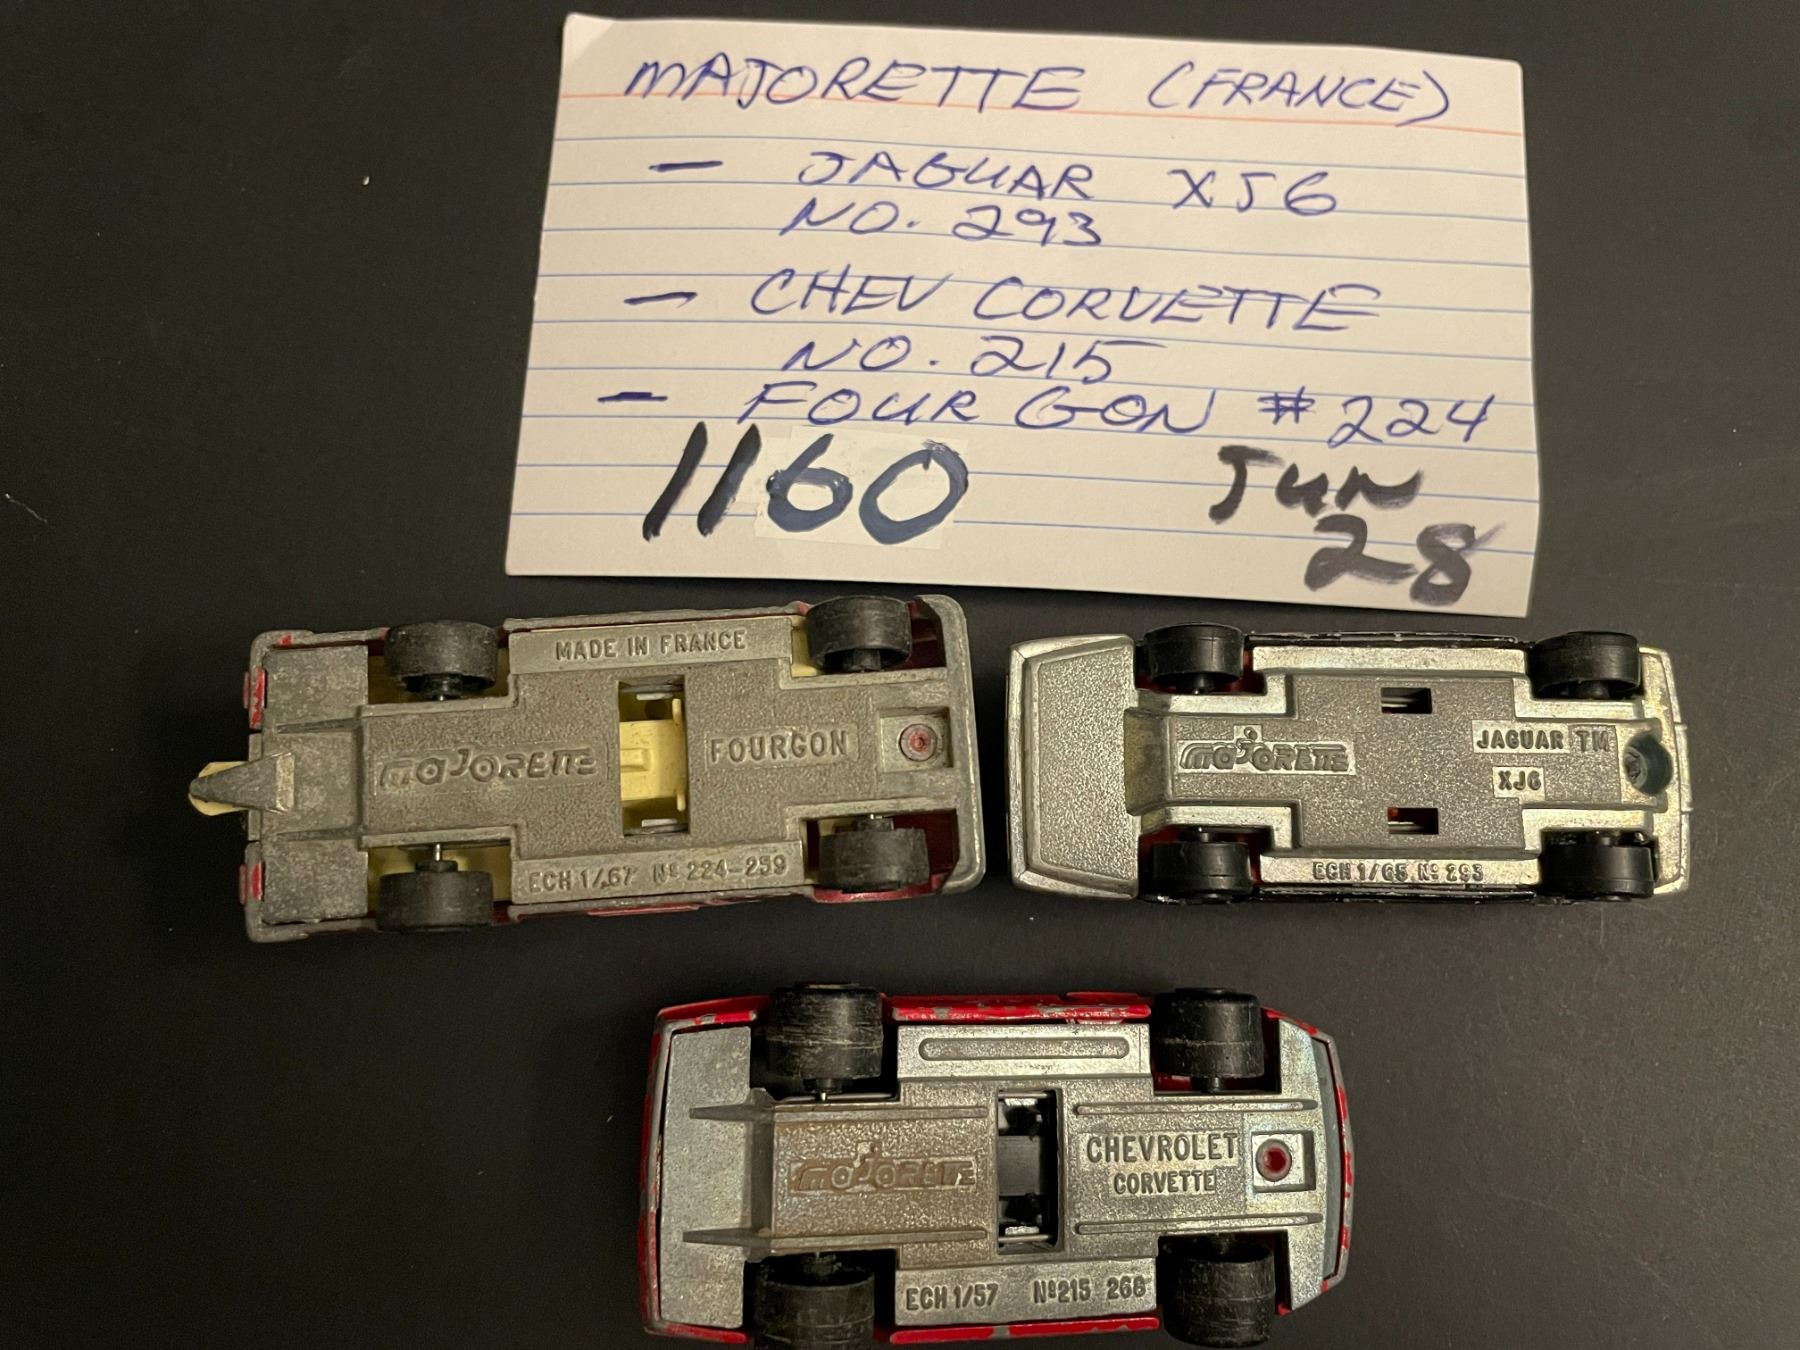 MAJORETTE (FRANCE)
- JAGUAR XJ6
NO. 293
- CHEV CORVETTE
NO. 215
- FOUR GON # 224
1160 JUN
28
MADE IN FRANCE
MAJORETTE FOURGON
ECH 1/67 Nº 224-259
MAJORETTE JAGUAR TM
XJ6
ECH 1/65 Nº 293
MAJORETTE CHEVROLET
CORVETTE
ECH 1/57 Nº215 268